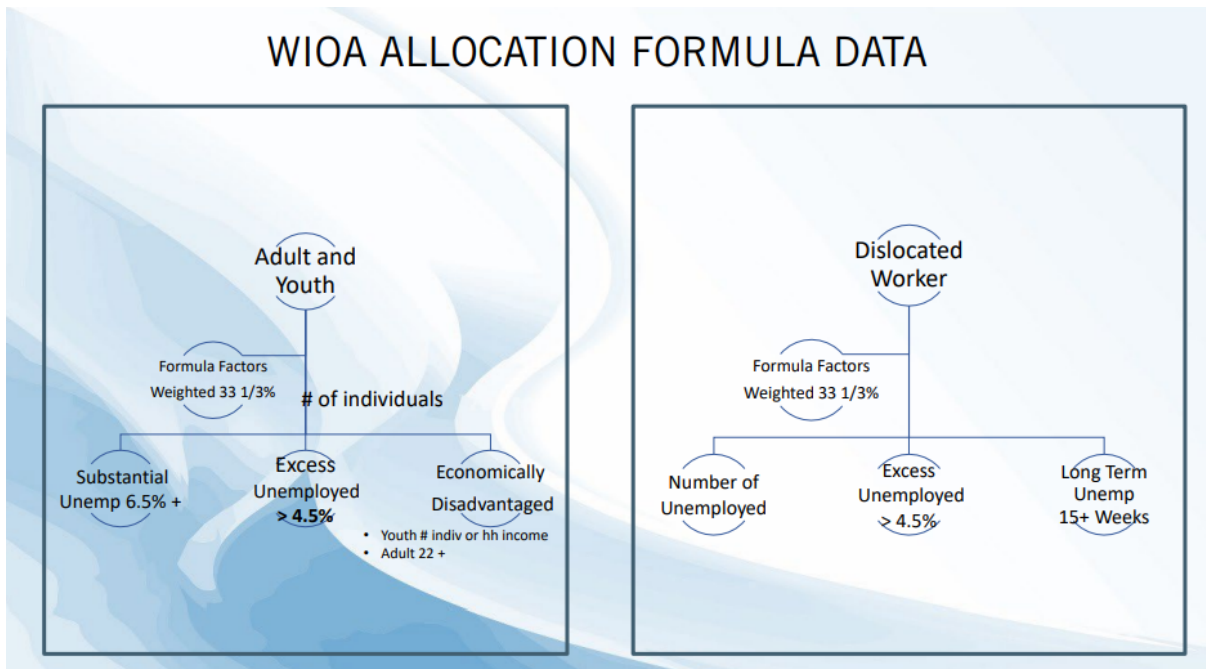 WIOA ALLOCATION FORMULA DATA
Adult and
Youth
Formula Factors
Weighted 33 1/3%
# of individuals
Substantial
Unemp 6.5% +
Excess
Unemployed
> 4.5%
Economically
Disadvantaged
• Youth # indiv or hh income
• Adult 22 +
Dislocated
Worker
Formula Factors
Weighted 33 1/3%
Number of
Unemployed
Excess
Unemployed
> 4.5%
Long Term
Unemp
15+ Weeks